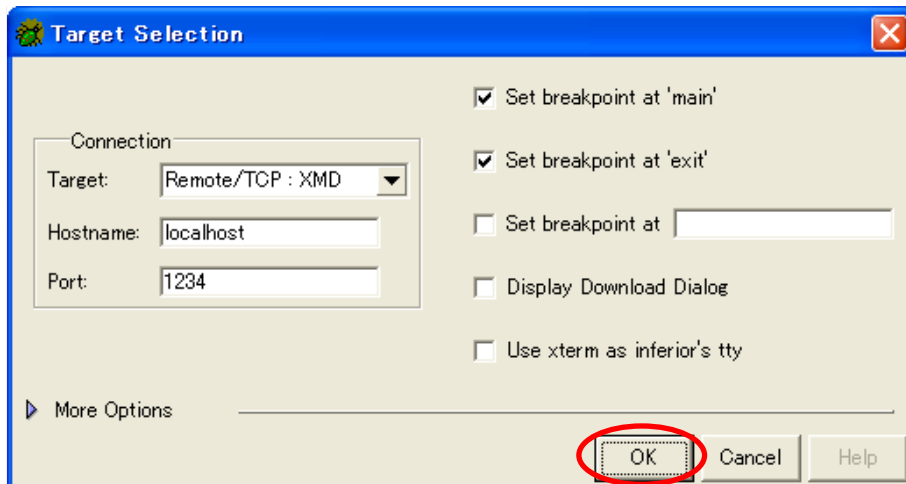 Target Selection
Connection
Target: Remote/TCP : XMD
Hostname: localhost
Port: 1234
Set breakpoint at 'main'
Set breakpoint at 'exit'
Set breakpoint at
Display Download Dialog
Use xterm as inferior's tty
More Options
OK Cancel Help